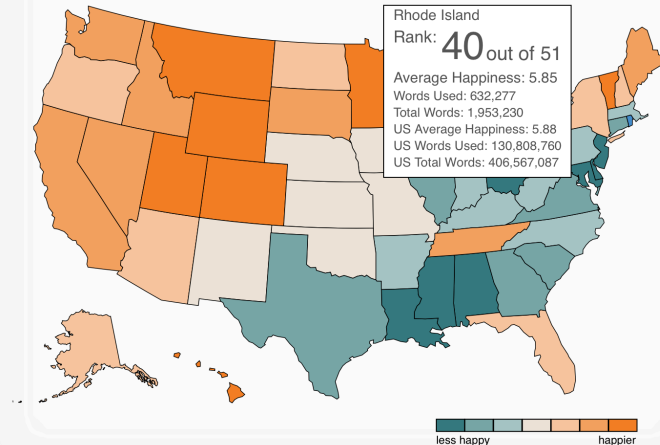 Rhode Island
Rank: 40 out of 51
Average Happiness: 5.85
Words Used: 632,277
Total Words: 1,953,230
US Average Happiness: 5.88
US Words Used: 130,808,760
US Total Words: 406,567,087
less happy happier